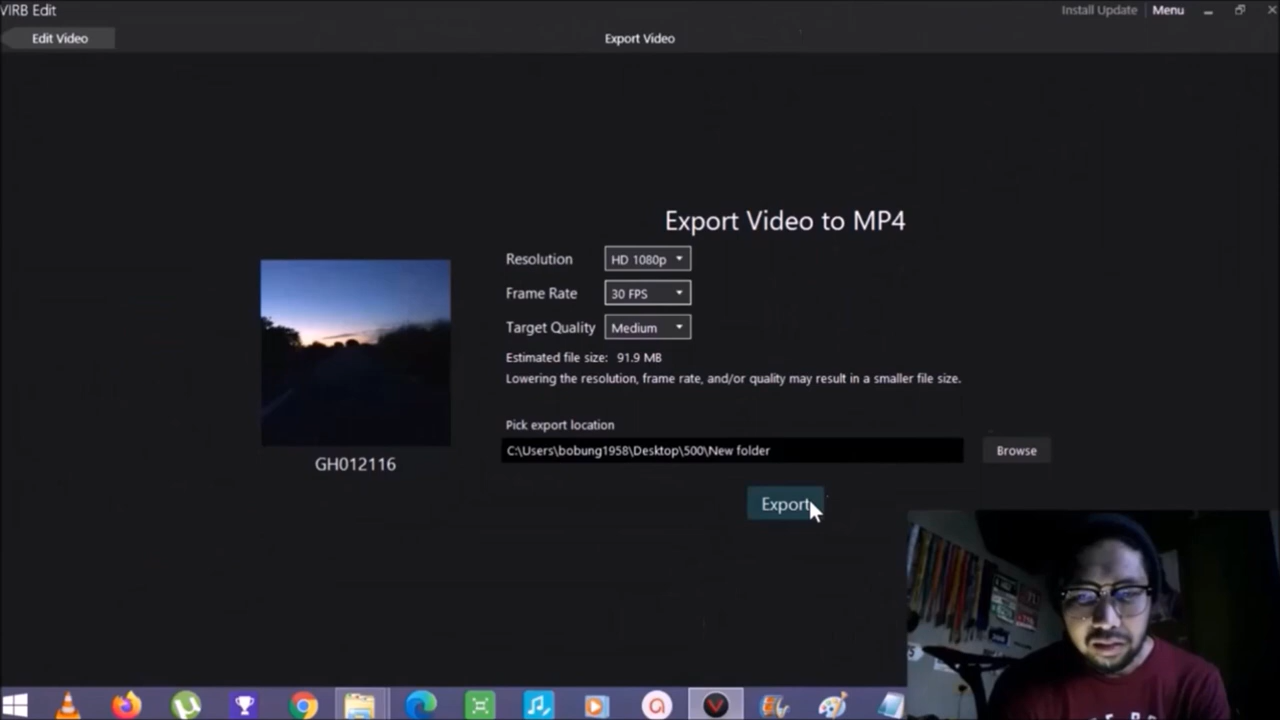 VIRB Edit
Install Update
Menu
Edit Video
Export Video
Export Video to MP4
Resolution
HD 1080p
Frame Rate
30 FPS
Target Quality
Medium
Estimated file size: 91.9 MB
Lowering the resolution, frame rate, and/or quality may result in a smaller file size.
Pick export location
C:\Users\bobung1958\Desktop\500\New folder
Browse
GH012116
Export